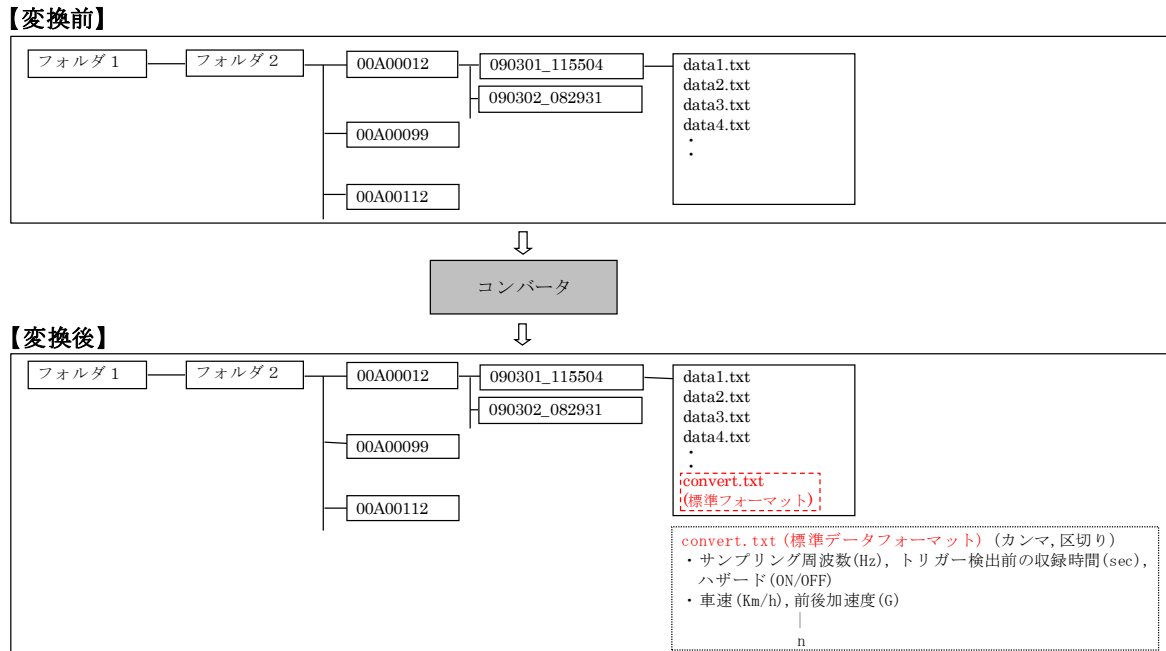 【変換前】
フォルダ１
フォルダ２
00A00012
090301_115504
data1.txt
data2.txt
data3.txt
data4.txt
・
・
090302_082931
00A00099
00A00112
コンバータ
【変換後】
フォルダ１
フォルダ２
00A00012
090301_115504
data1.txt
data2.txt
data3.txt
data4.txt
・
・
convert.txt
(標準フォーマット)
090302_082931
00A00099
00A00112
convert.txt(標準データフォーマット) (カンマ,区切り)
・サンプリング周波数(Hz), トリガー検出前の収録時間(sec),
ハザード(ON/OFF)
・車速(Km/h),前後加速度(G)
|
n